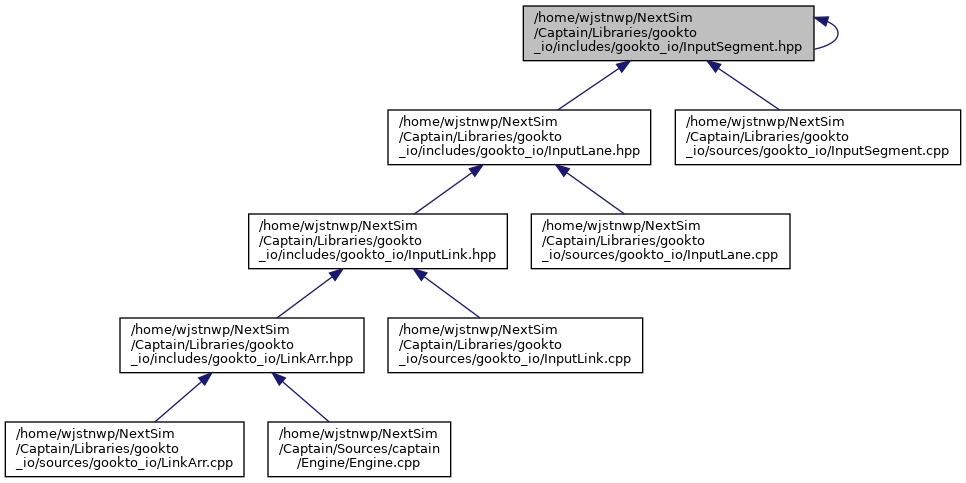 /home/wjstnwp/NextSim
/Captain/Libraries/gookto
_io/includes/gookto_io/InputSegment.hpp
/home/wjstnwp/NextSim
/Captain/Libraries/gookto
_io/includes/gookto_io/InputLane.hpp
/home/wjstnwp/NextSim
/Captain/Libraries/gookto
_io/sources/gookto_io/InputSegment.cpp
/home/wjstnwp/NextSim
/Captain/Libraries/gookto
_io/includes/gookto_io/InputLink.hpp
/home/wjstnwp/NextSim
/Captain/Libraries/gookto
_io/sources/gookto_io/InputLane.cpp
/home/wjstnwp/NextSim
/Captain/Libraries/gookto
_io/includes/gookto_io/LinkArr.hpp
/home/wjstnwp/NextSim
/Captain/Libraries/gookto
_io/sources/gookto_io/InputLink.cpp
/home/wjstnwp/NextSim
/Captain/Libraries/gookto
_io/sources/gookto_io/LinkArr.cpp
/home/wjstnwp/NextSim
/Captain/Sources/captain
/Engine/Engine.cpp